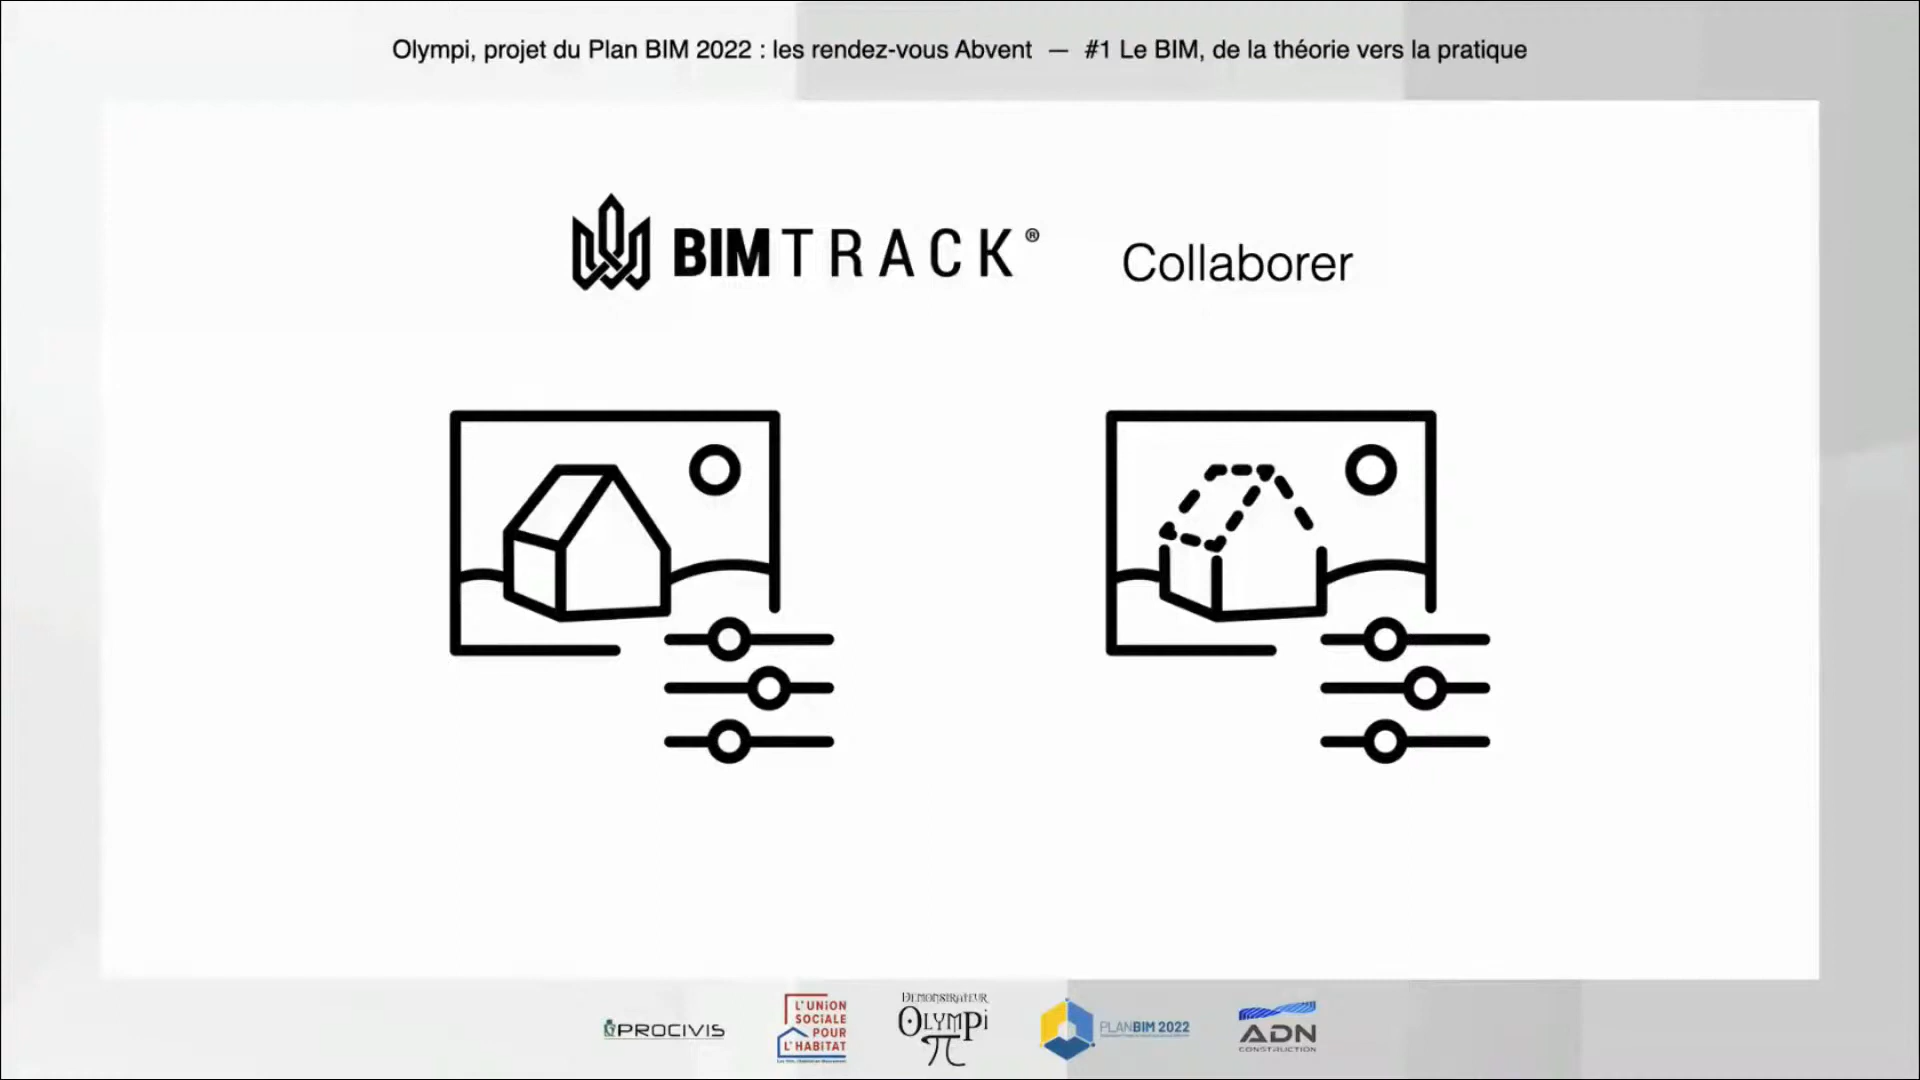 Olympi, projet du Plan BIM 2022 : les rendez-vous Abvent — #1 Le BIM, de la théorie vers la pratique
BIMTRACK®
Collaborer
PROCIVIS
L'UNION
SOCIALE
POUR
L'HABITAT
DEMONSTRATEUR
OLYMPi
π
PLANBIM 2022
ADN
CONSTRUCTION